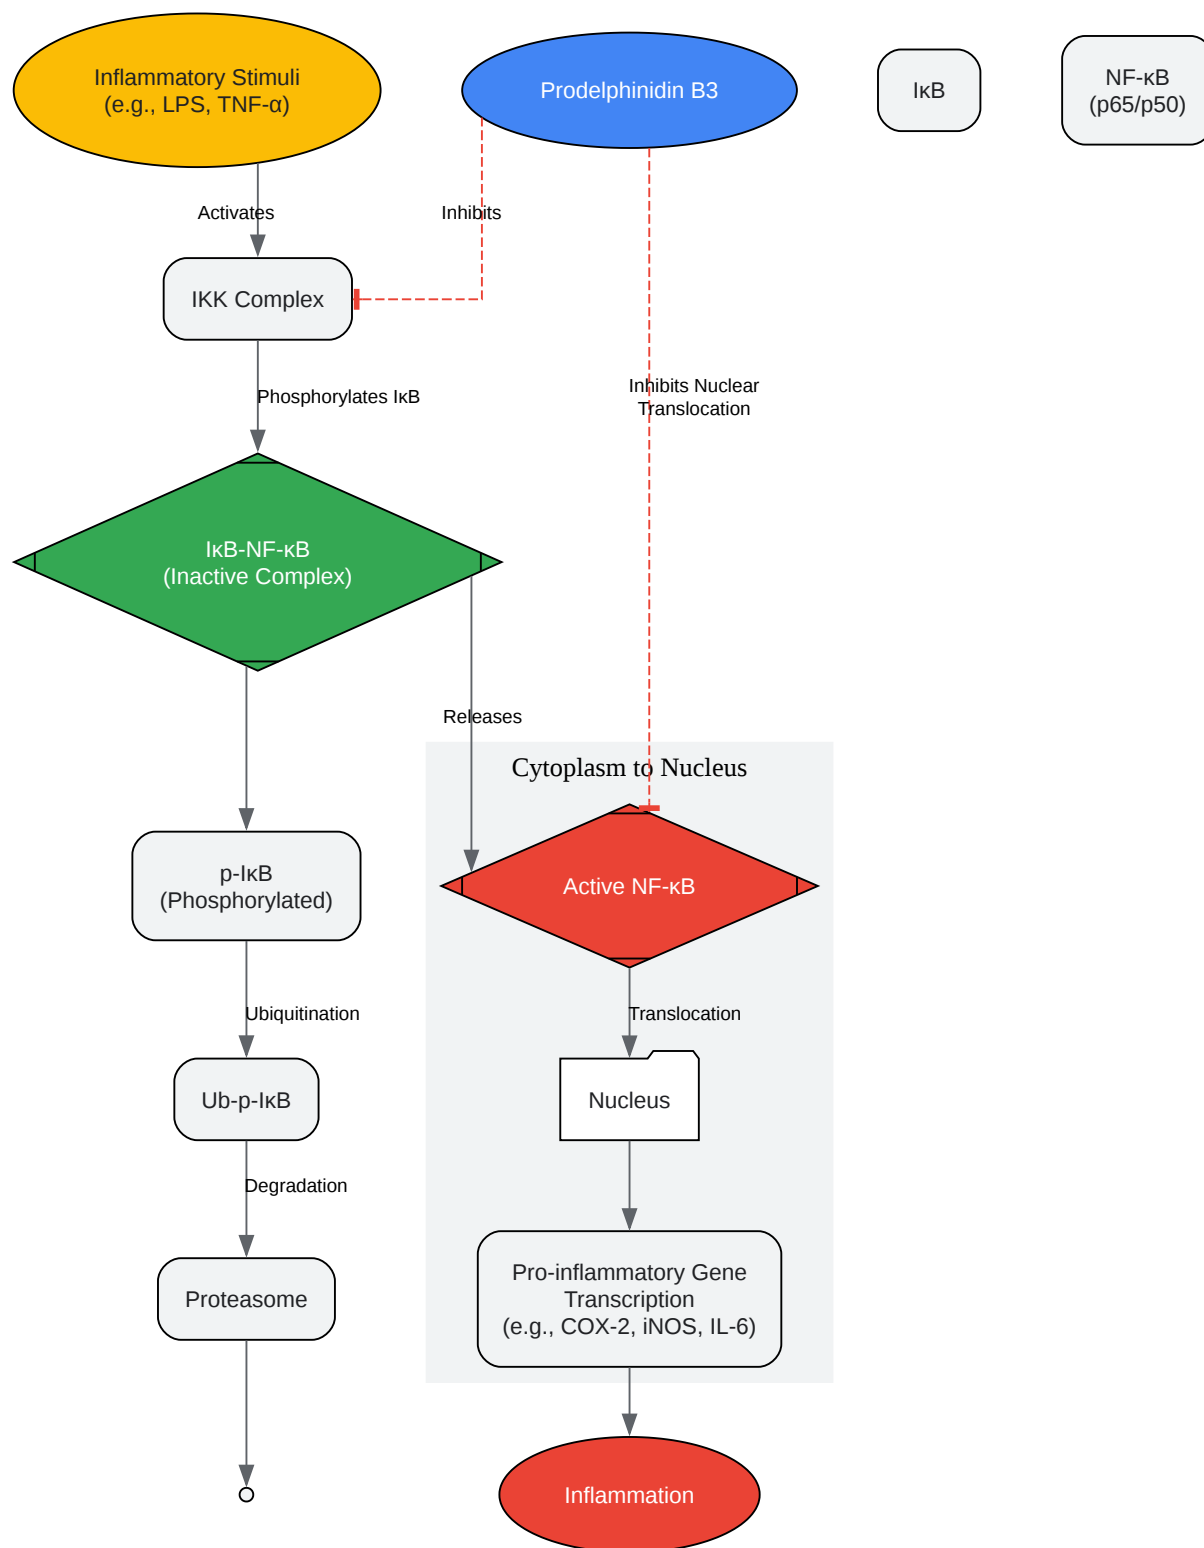 Inflammatory Stimuli
(e.g., LPS, TNF-α)
Prodelphinidin B3
IκB
NF-κB
(p65/p50)
Activates
Inhibits
IKK Complex
Phosphorylates IκB
Inhibits Nuclear
Translocation
IκB-NF-κB
(Inactive Complex)
Releases
Cytoplasm to Nucleus
p-IκB
(Phosphorylated)
Active NF-κB
Ubiquitination
Translocation
Ub-p-IκB
Nucleus
Degradation
Proteasome
Pro-inflammatory Gene
Transcription
(e.g., COX-2, iNOS, IL-6)
Inflammation